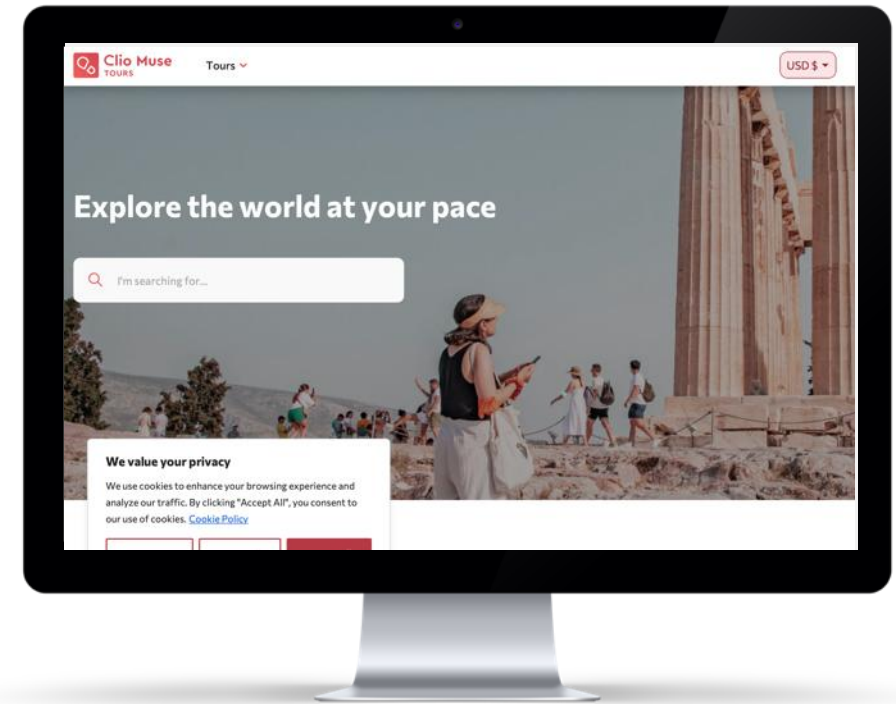 Clio Muse
TOURS
Tours
USD $
Explore the world at your pace
I'm searching for...
We value your privacy
We use cookies to enhance your browsing experience and
analyze our traffic. By clicking "Accept All", you consent to
our use of cookies. Cookie Policy